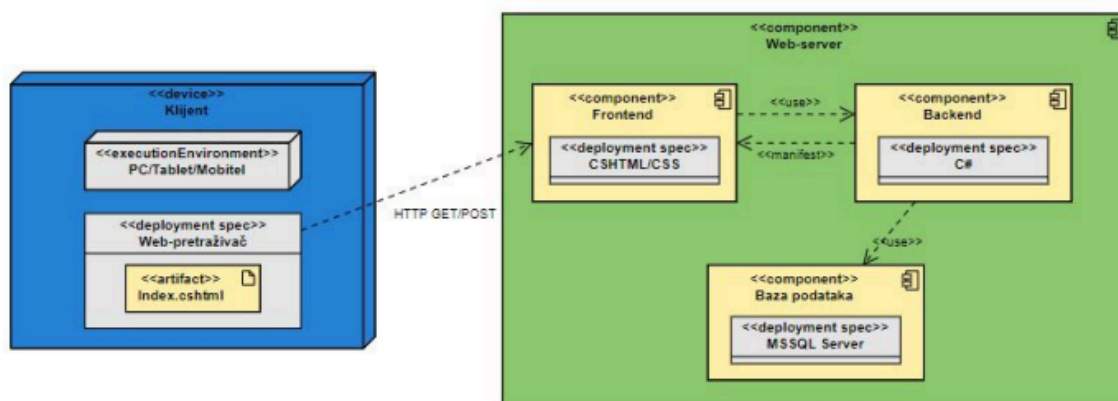 <<device>>
Klijent
<<executionEnvironment>>
PC/Tablet/Mobitel
<<deployment spec>>
Web-pretraživač
<<artifact>>
Index.cshtml
HTTP GET/POST
<<component>>
Web-server
<<component>>
Frontend
<<deployment spec>>
CSHTML/CSS
<<use>>
<<manifest>>
<<component>>
Backend
<<deployment spec>>
C#
<<use>>
<<component>>
Baza podataka
<<deployment spec>>
MSSQL Server